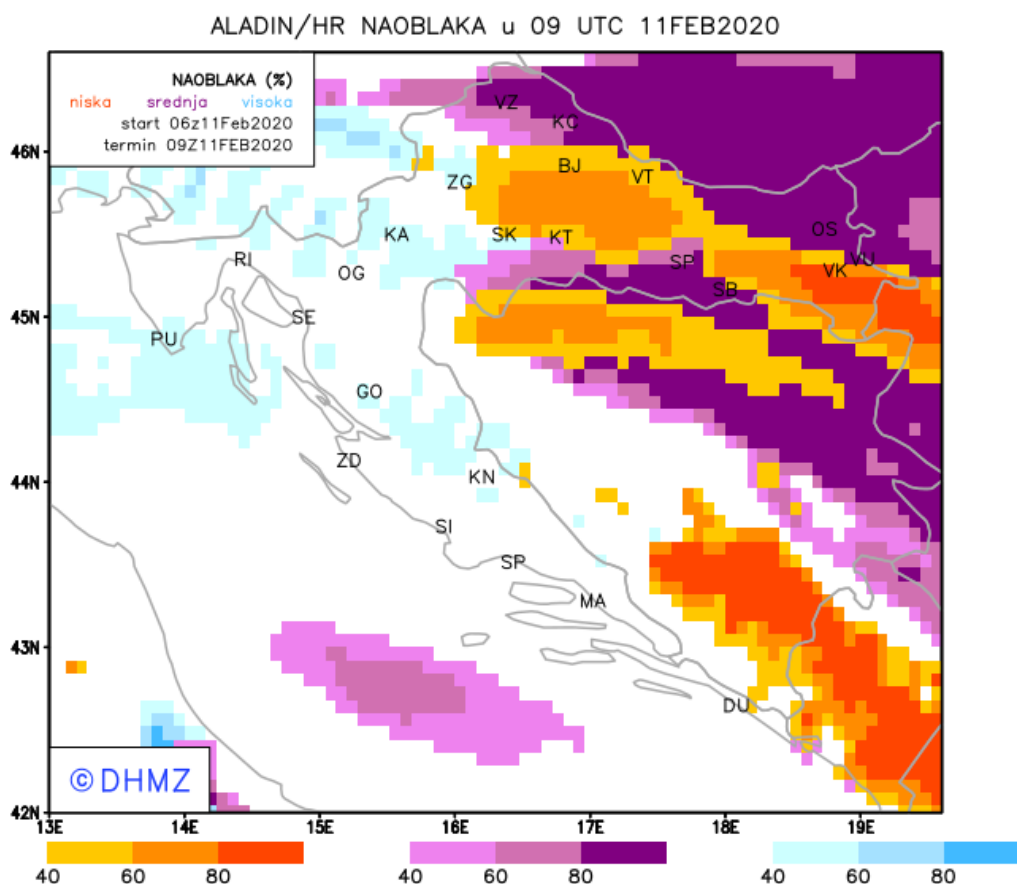 ALADIN/HR NAOBLAKA u 09 UTC 11FEB2020
NAOBLAKA (%)
niska srednja visoka
start 06z11Feb2020
termin 09Z11FEB2020
VZ
KC
46N
BJ
ZG
VT
OS
KA
SK
KT
RI
OG
SP
VK
VU
SB
45N
SE
PU
GO
ZD
44N
KN
SI
SP
MA
43N
DU
©DHMZ
42N
13E 14E 15E 16E 17E 18E 19E
40 60 80 40 60 80 40 60 80